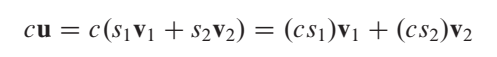 c𝐮 = c(s₁𝐯₁ + s₂𝐯₂) = (cs₁)𝐯₁ + (cs₂)𝐯₂